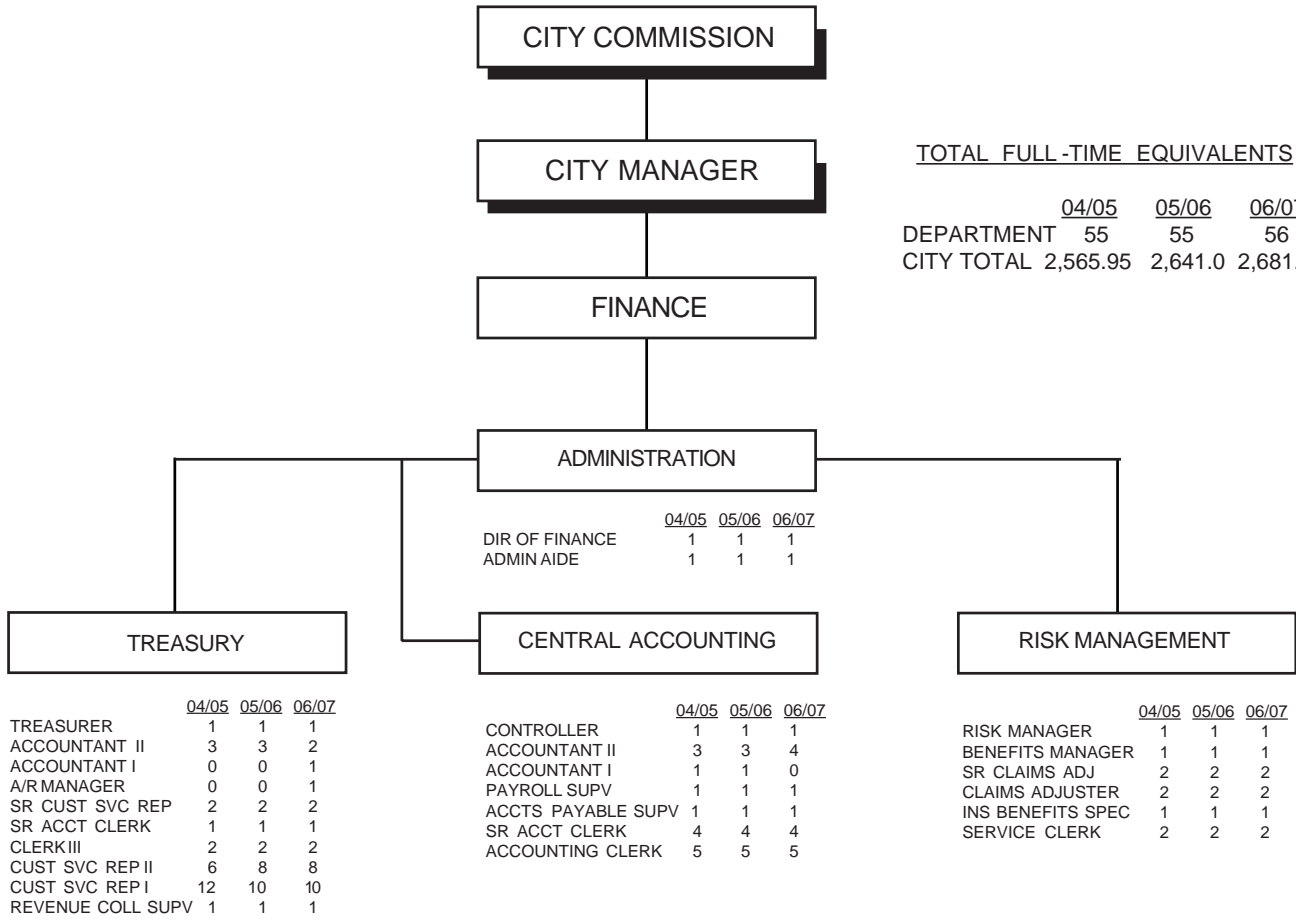 CITY COMMISSION
CITY MANAGER
TOTAL FULL-TIME EQUIVALENTS
04/05 05/06
DEPARTMENT 55 55 56
CITY TOTAL 2,565.95 2,641.0
FINANCE
ADMINISTRATION
04/05 05/06 06/07
DIR OF FINANCE 1 1 1
ADMIN AIDE 1 1 1
TREASURY
04/05 05/06 06/07
TREASURER 1 1 1
ACCOUNTANT II 3 3 2
ACCOUNTANT I 0 0 1
A/R MANAGER 0 0 1
SR CUST SVC REP 2 2 2
SR ACCT CLERK 1 1 1
CLERK III 2 2 2
CUST SVC REP II 6 8 8
CUST SVC REP I 12 10 10
REVENUE COLL SUPV 1 1 1
CENTRAL ACCOUNTING
04/05 05/06 06/07
CONTROLLER 1 1 1
ACCOUNTANT II 3 3 4
ACCOUNTANT I 1 1 0
PAYROLL SUPV 1 1 1
ACCTS PAYABLE SUPV 1 1 1
SR ACCT CLERK 4 4 4
ACCOUNTING CLERK 5 5 5
RISK MANAGEMENT
04/05 05/06 06/07
RISK MANAGER 1 1 1
BENEFITS MANAGER 1 1 1
SR CLAIMS ADJ 2 2 2
CLAIMS ADJUSTER 2 2 2
INS BENEFITS SPEC 1 1 1
SERVICE CLERK 2 2 2